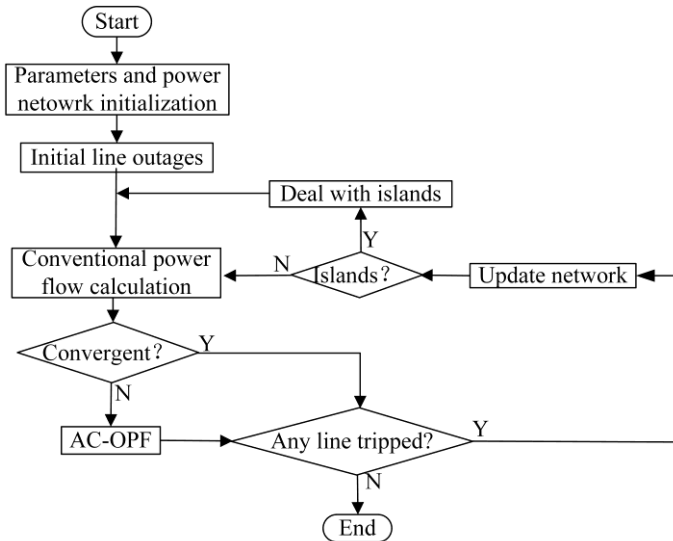 Start
Parameters and power
netowrk initialization
Initial line outages
Deal with islands
Y
Conventional power
flow calculation
N
Islands?
Update network
Convergent?
Y
N
AC-OPF
Any line tripped?
Y
N
End